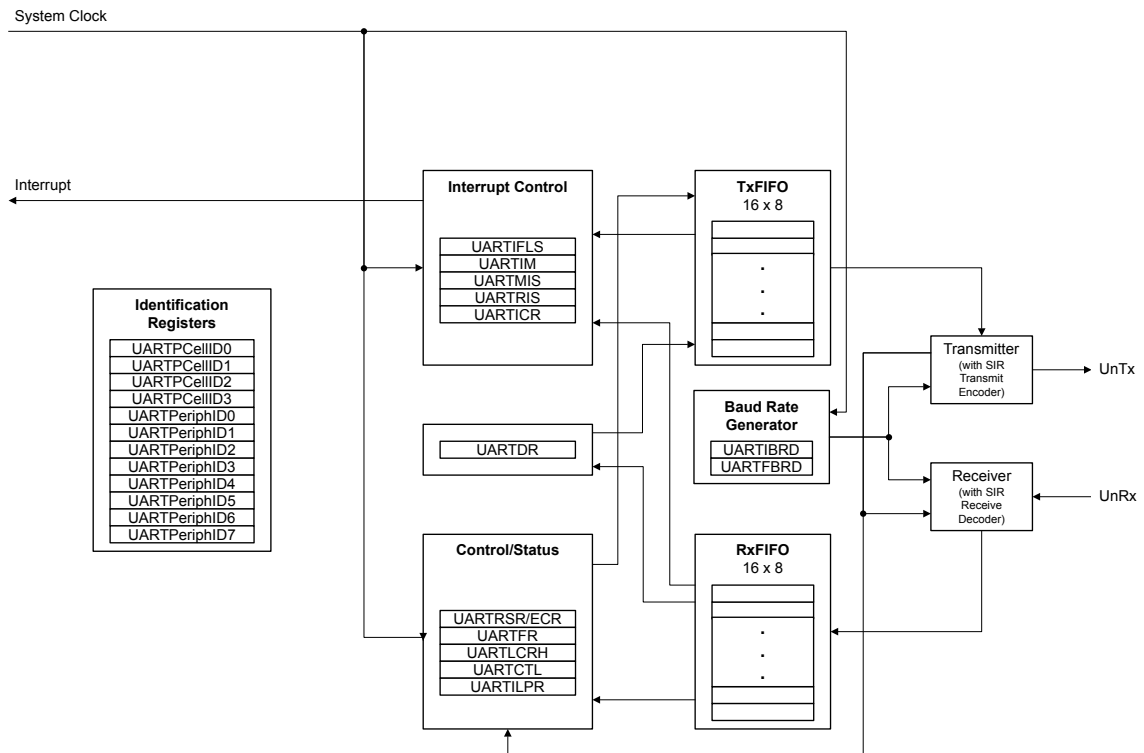 System Clock
Interrupt
Identification
Registers
UARTPCellID0
UARTPCellID1
UARTPCellID2
UARTPCellID3
UARTPeriphID0
UARTPeriphID1
UARTPeriphID2
UARTPeriphID3
UARTPeriphID4
UARTPeriphID5
UARTPeriphID6
UARTPeriphID7
Interrupt Control
UARTIFLS
UARTIM
UARTMIS
UARTRIS
UARTICR
UARTDR
Control/Status
UARTRSR/ECR
UARTFR
UARTLCRH
UARTCTL
UARTILPR
TxFIFO
16 x 8
.
.
.
Baud Rate
Generator
UARTIBRD
UARTFBRD
RxFIFO
16 x 8
.
.
.
Transmitter
(with SIR
Transmit
Encoder)
UnTx
Receiver
(with SIR
Receive
Decoder)
UnRx